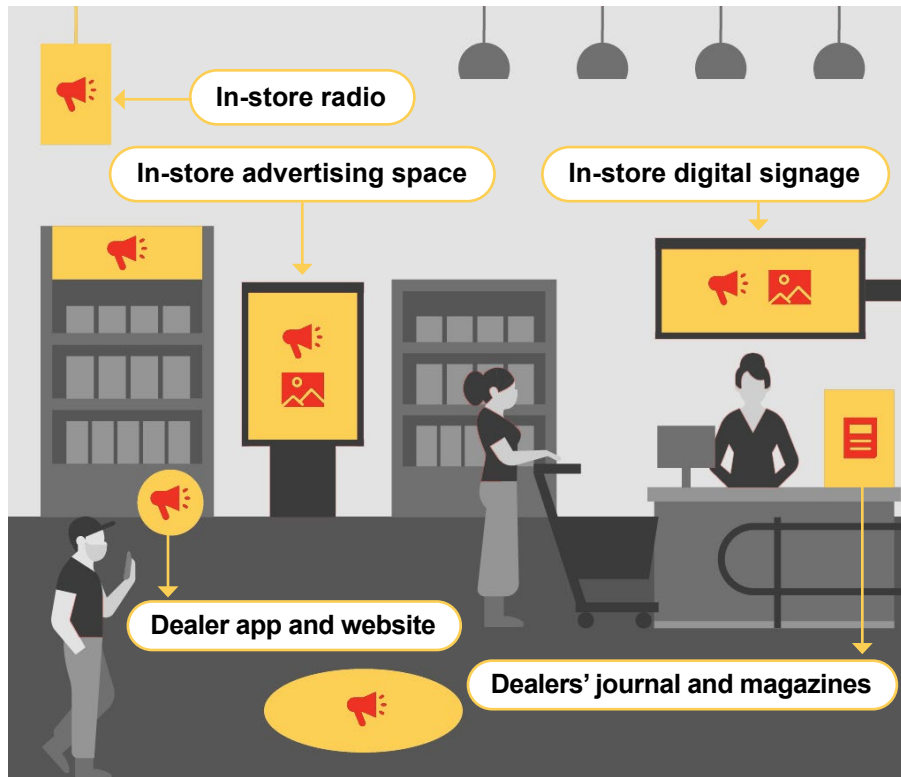 In-store radio
In-store advertising space
In-store digital signage
Dealer app and website
Dealers’ journal and magazines